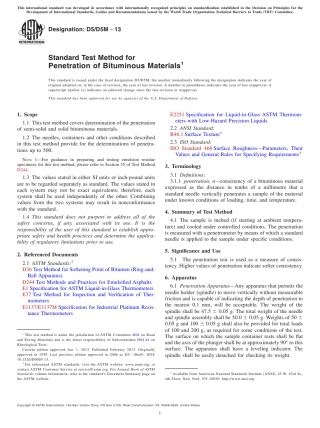 This international standard was developed in accordance with internationally recognized principles on standardization established in the Decision on Principles for the
Development of International Standards, Guides and Recommendations issued by the World Trade Organization Technical Barriers to Trade (TBT) Committee.
Designation: D5/D5M – 13
INTERNATIONAL
Standard Test Method for
Penetration of Bituminous Materials¹
This standard is issued under the fixed designation D5/D5M; the number immediately following the designation indicates the year of
original adoption or, in the case of revision, the year of last revision. A number in parentheses indicates the year of last reapproval. A
superscript epsilon (ε) indicates an editorial change since the last revision or reapproval.
This standard has been approved for use by agencies of the U.S. Department of Defense.
1. Scope
1.1 This test method covers determination of the penetration
of semi-solid and solid bituminous materials.
1.2 The needles, containers and other conditions described
in this test method provide for the determinations of penetra-
tions up to 500.
NOTE 1—For guidance in preparing and testing emulsion residue
specimens for this test method, please refer to Section 35 of Test Method
D244.
1.3 The values stated in either SI units or inch-pound units
are to be regarded separately as standard. The values stated in
each system may not be exact equivalents; therefore, each
system shall be used independently of the other. Combining
values from the two systems may result in nonconformance
with the standard.
1.4 This standard does not purport to address all of the
safety concerns, if any, associated with its use. It is the
responsibility of the user of this standard to establish appro-
priate safety and health practices and determine the applica-
bility of regulatory limitations prior to use.
2. Referenced Documents
2.1 ASTM Standards:²
D36 Test Method for Softening Point of Bitumen (Ring-and-
Ball Apparatus)
D244 Test Methods and Practices for Emulsified Asphalts
E1 Specification for ASTM Liquid-in-Glass Thermometers
E77 Test Method for Inspection and Verification of Ther-
mometers
E1137/E1137M Specification for Industrial Platinum Resis-
tance Thermometers
¹ This test method is under the jurisdiction of ASTM Committee D04 on Road
and Paving Materials and is the direct responsibility of Subcommittee D04.44 on
Rheological Tests.
Current edition approved Jan. 1, 2013. Published February 2013. Originally
approved in 1959. Last previous edition approved in 2006 as D5 –
² For referenced ASTM standards, visit the ASTM website, www.astm.org, or
contact ASTM Customer Service at service@astm.org. For Annual Book of ASTM
Standards volume information, refer to the standard's Document Summary page on
the ASTM website.
E2251 Specification for Liquid-in-Glass ASTM Thermom-
eters with Low-Hazard Precision Liquids
2.2 ANSI Standard:
B46.1 Surface Texture³
2.3 ISO Standard:
ISO Standard 468 Surface Roughness—Parameters, Their
Values and General Rules for Specifying Requirements³
3. Terminology
3.1 Definitions:
3.1.1 penetration, n—consistency of a bituminous material
expressed as the distance in tenths of a millimetre that a
standard needle vertically penetrates a sample of the material
under known conditions of loading, time, and temperature.
4. Summary of Test Method
4.1 The sample is melted (if starting at ambient tempera-
ture) and cooled under controlled conditions. The penetration
is measured with a penetrometer by means of which a standard
needle is applied to the sample under specific conditions.
5. Significance and Use
5.1 The penetration test is used as a measure of consis-
tency. Higher values of penetration indicate softer consistency.
6. Apparatus
6.1 Penetration Apparatus—Any apparatus that permits the
needle holder (spindle) to move vertically without measurable
friction and is capable of indicating the depth of penetration to
the nearest 0.1 mm, will be acceptable. The weight of the
spindle shall be 47.5 ± 0.05 g. The total weight of the needle
and spindle assembly shall be 50.0 ± 0.05 g. Weights of 50 ±
0.05 g and 100 ± 0.05 g shall also be provided for total loads
of 100 and 200 g, as required for some conditions of the test.
The surface on which the sample container rests shall be flat
and the axis of the plunger shall be at approximately 90° to this
surface. The apparatus shall have a leveling indicator. The
spindle shall be easily detached for checking its weight.
³ Available from American National Standards Institute (ANSI), 25 W. 43rd St.,
4th Floor, New York, NY 10036, http://www.ansi.org.
Copyright © ASTM International, 100 Barr Harbor Drive, PO Box C700, West Conshohocken, PA 19428-2959. United States
1